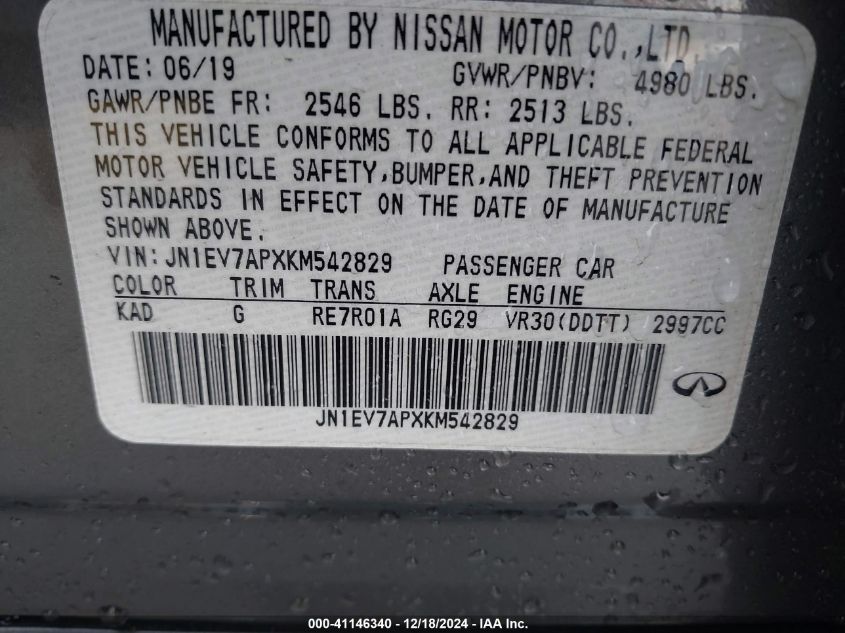 MANUFACTURED BY NISSAN MOTOR CO.,LTD.
DATE: 06/19 GVWR/PNBV: 4980 LBS.
GAWR/PNBE FR: 2546 LBS. RR: 2513 LBS.
THIS VEHICLE CONFORMS TO ALL APPLICABLE FEDERAL
MOTOR VEHICLE SAFETY,BUMPER,AND THEFT PREVENTION
STANDARDS IN EFFECT ON THE DATE OF MANUFACTURE
SHOWN ABOVE.
VIN: JN1EV7APXKM542829 PASSENGER CAR
COLOR TRIM TRANS AXLE ENGINE
KAD G RE7R01A RG29 VR30(DDTT) 2997CC
JN1EV7APXKM542829
000-41146340 - 12/18/2024 - IAA, Inc.